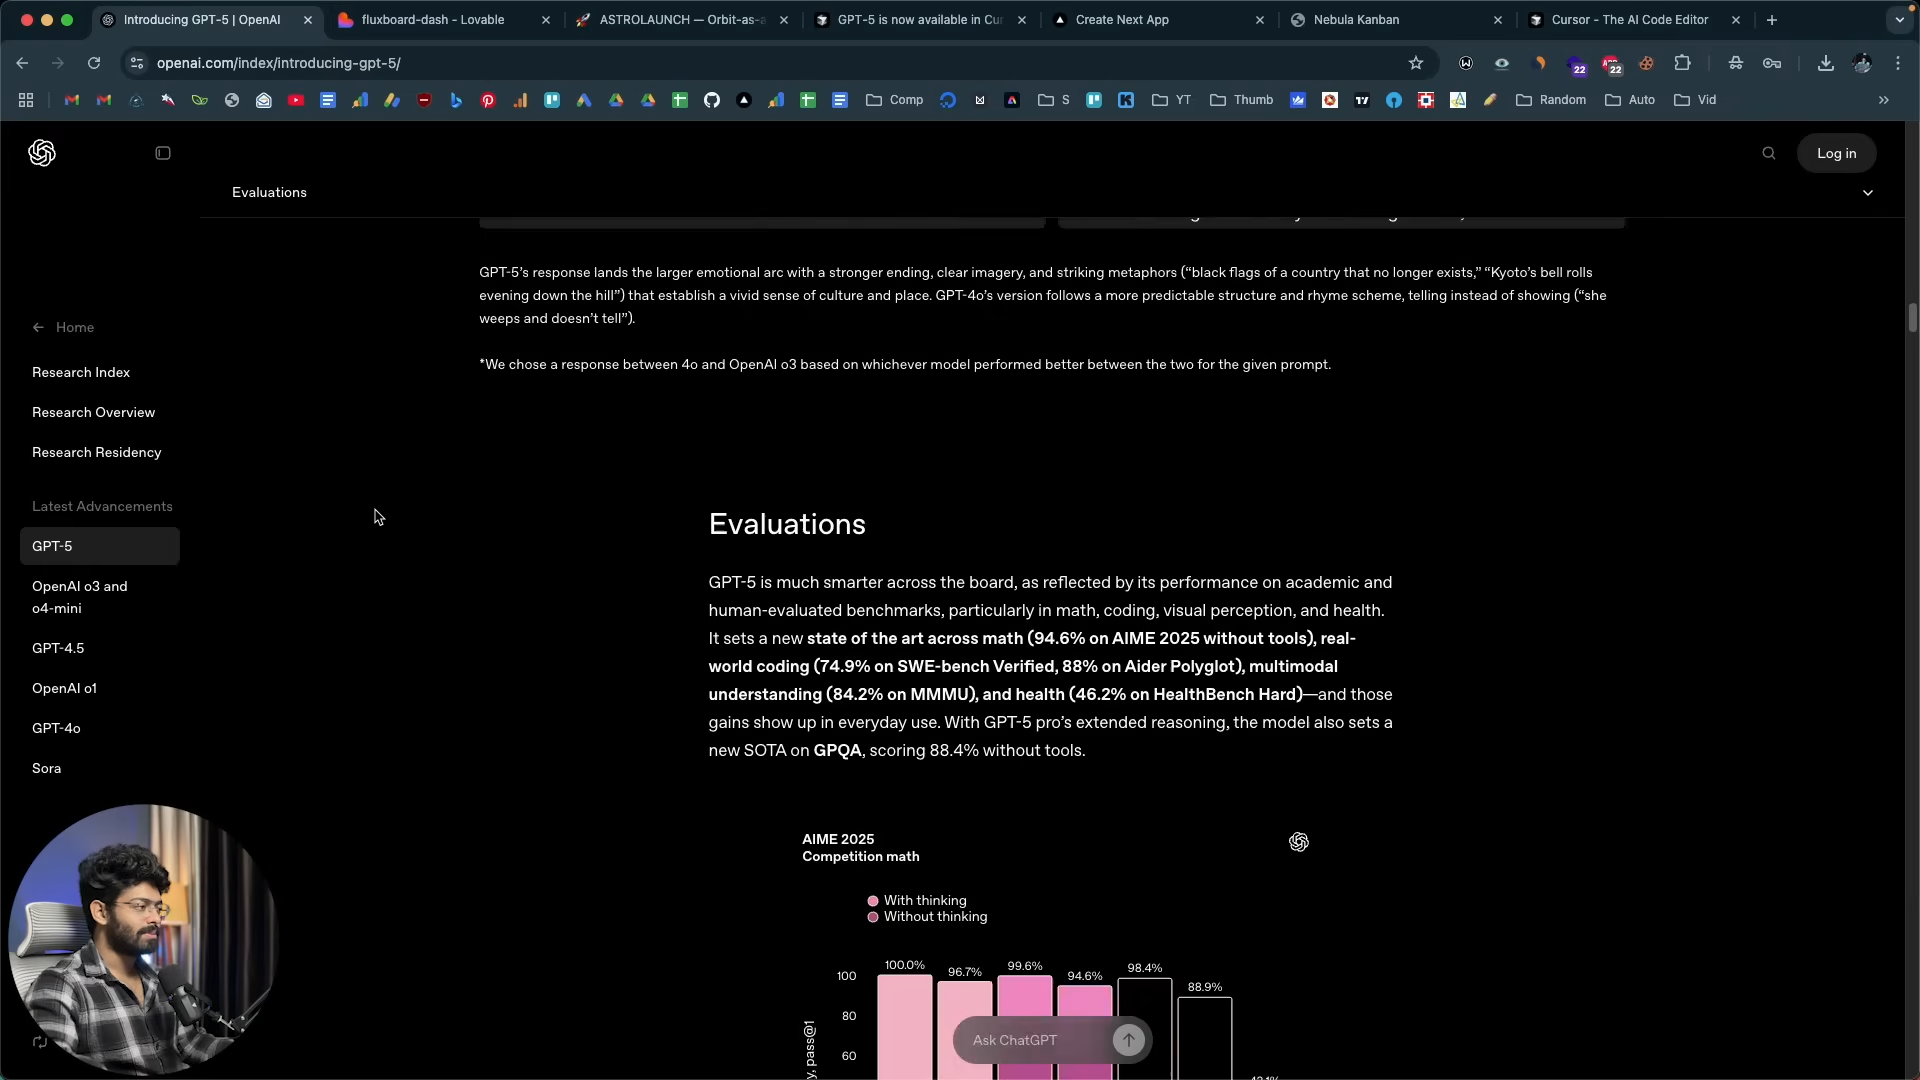 Introducing GPT-5 | OpenAI
fluxboard-dash - Lovable
ASTROLAUNCH — Orbit-as-a
GPT-5 is now available in Cur
Create Next App
Nebula Kanban
Cursor - The AI Code Editor
openai.com/index/introducing-gpt-5/
22
22
Comp
S
YT
Thumb
Random
Auto
Vid
Log in
Evaluations
GPT-5’s response lands the larger emotional arc with a stronger ending, clear imagery, and striking metaphors (“black flags of a country that no longer exists,” “Kyoto’s bell rolls
evening down the hill”) that establish a vivid sense of culture and place. GPT-4o’s version follows a more predictable structure and rhyme scheme, telling instead of showing (“she
weeps and doesn’t tell”).
*We chose a response between 4o and OpenAI o3 based on whichever model performed better between the two for the given prompt.
Home
Research Index
Research Overview
Research Residency
Latest Advancements
GPT-5
OpenAI o3 and
o4-mini
GPT-4.5
OpenAI o1
GPT-4o
Sora
Evaluations
GPT-5 is much smarter across the board, as reflected by its performance on academic and
human-evaluated benchmarks, particularly in math, coding, visual perception, and health.
It sets a new state of the art across math (94.6% on AIME 2025 without tools), real-
world coding (74.9% on SWE-bench Verified, 88% on Aider Polyglot), multimodal
understanding (84.2% on MMMU), and health (46.2% on HealthBench Hard)—and those
gains show up in everyday use. With GPT-5 pro’s extended reasoning, the model also sets a
new SOTA on GPQA, scoring 88.4% without tools.
AIME 2025
Competition math
With thinking
Without thinking
100.0%
96.7%
99.6%
94.6%
98.4%
88.9%
100
80
60
pass@1
Ask ChatGPT